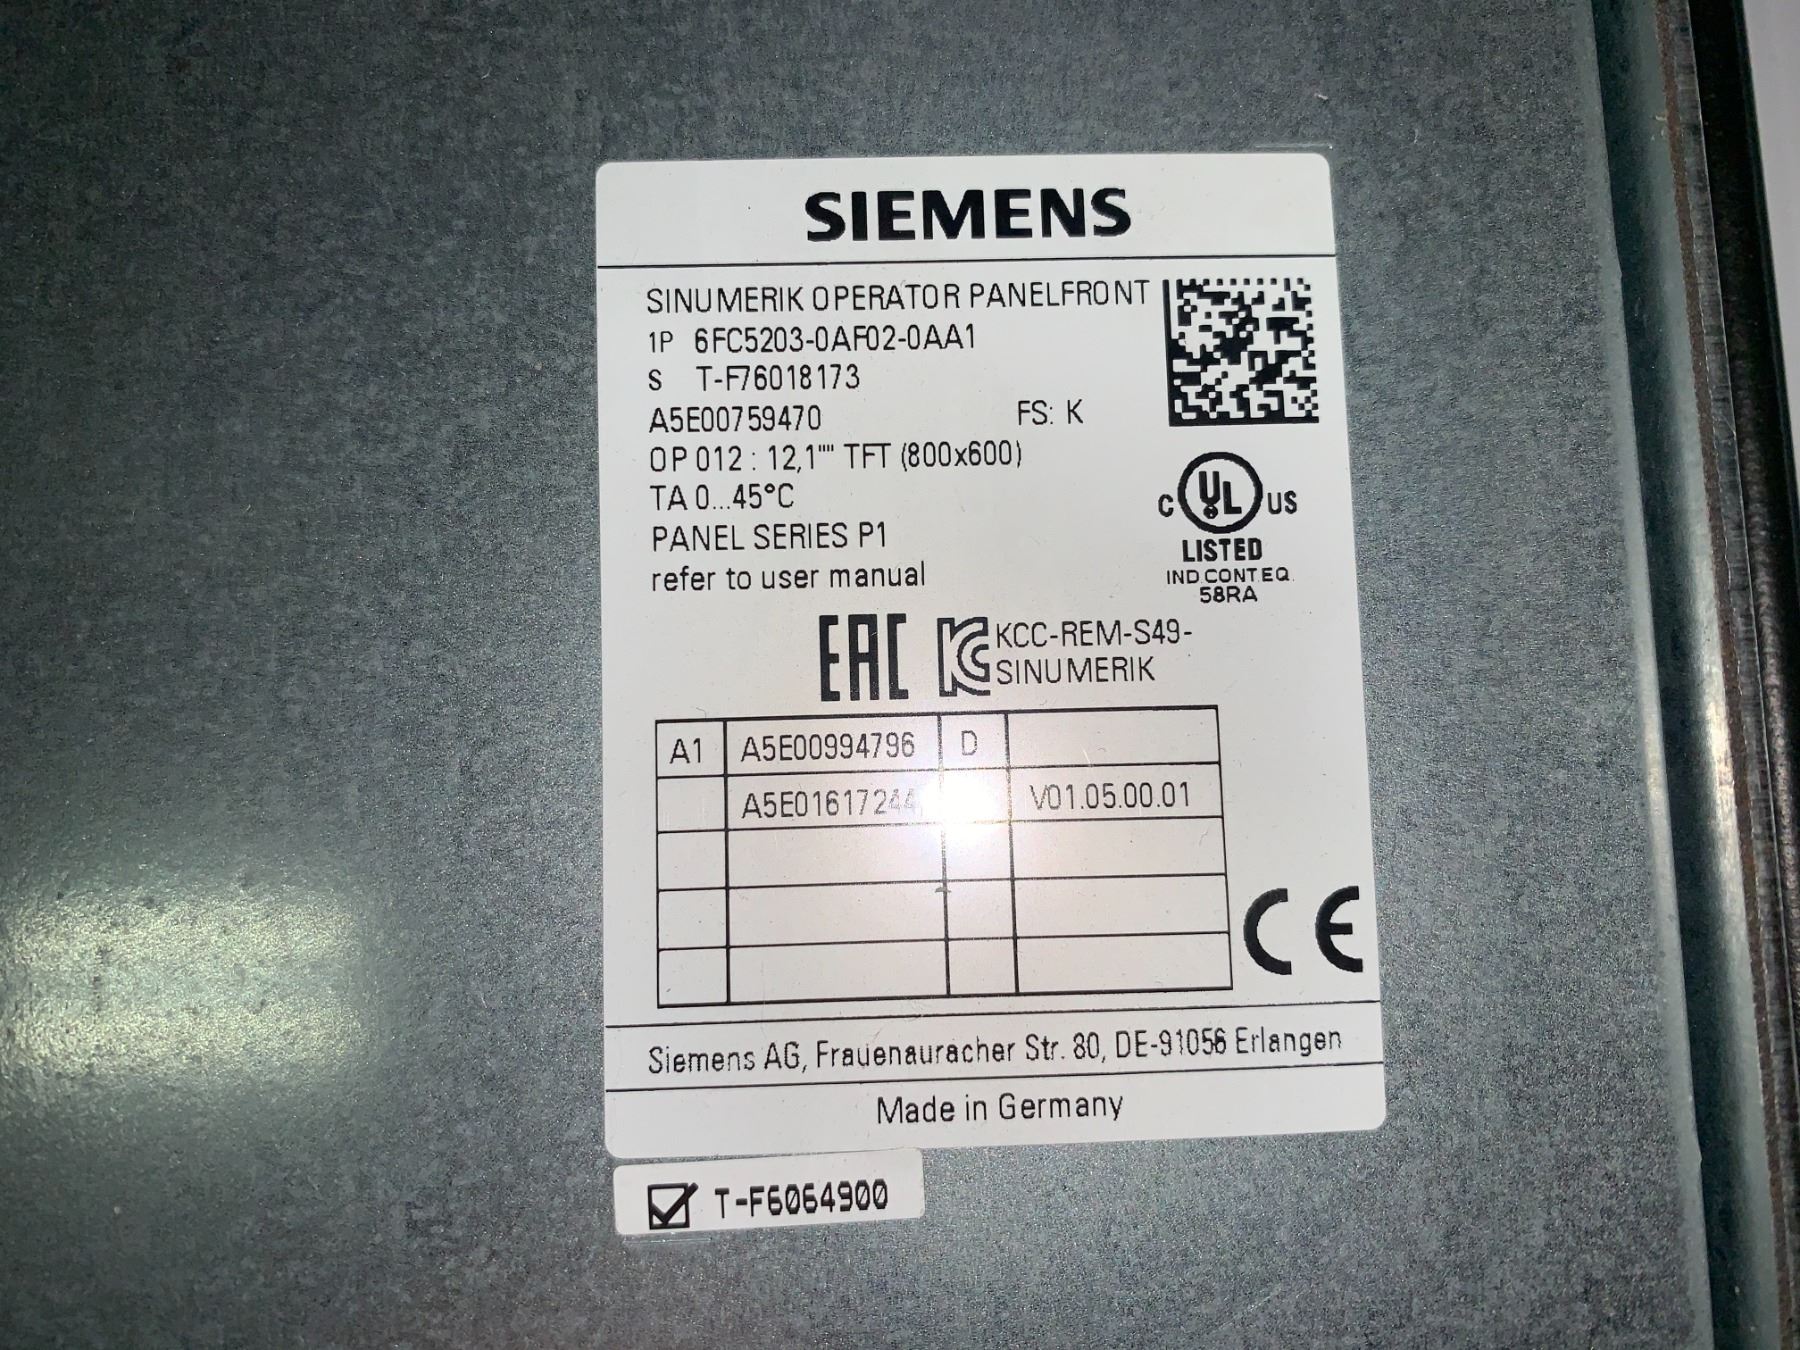 SIEMENS
SINUMERIK OPERATOR PANELFRONT
1P 6FC5203-0AF02-0AA1
S T-F76018173
A5E00759470 FS: K
OP 012 : 12,1"" TFT (800x600)
TA 0...45°C
PANEL SERIES P1
refer to user manual
C UL US
LISTED
IND.CONT.EQ.
58RA
EAC KC KCC-REM-S49-
SINUMERIK
A1 A5E00994796 D
A5E01617244 V01.05.00.01
CE
Siemens AG, Frauenauracher Str. 80, DE-91056 Erlangen
Made in Germany
T-F6064900